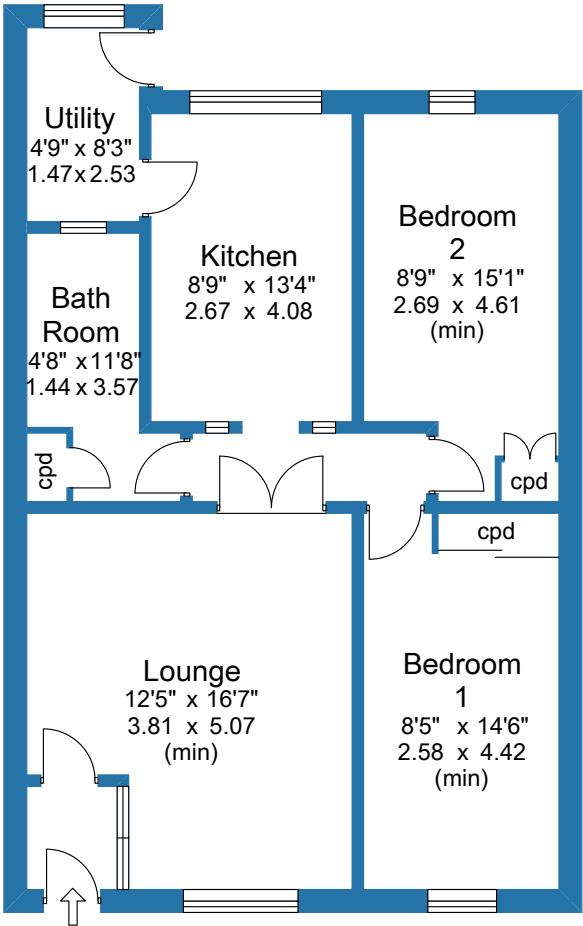 Utility
4'9" x 8'3"
1.47 x 2.53
Kitchen
8'9" x 13'4"
2.67 x 4.08
Bedroom
2
8'9" x 15'1"
2.69 x 4.61
(min)
Bath
Room
4'8" x 11'8"
1.44 x 3.57
cpd
cpd
cpd
Lounge
12'5" x 16'7"
3.81 x 5.07
(min)
Bedroom
1
8'5" x 14'6"
2.58 x 4.42
(min)